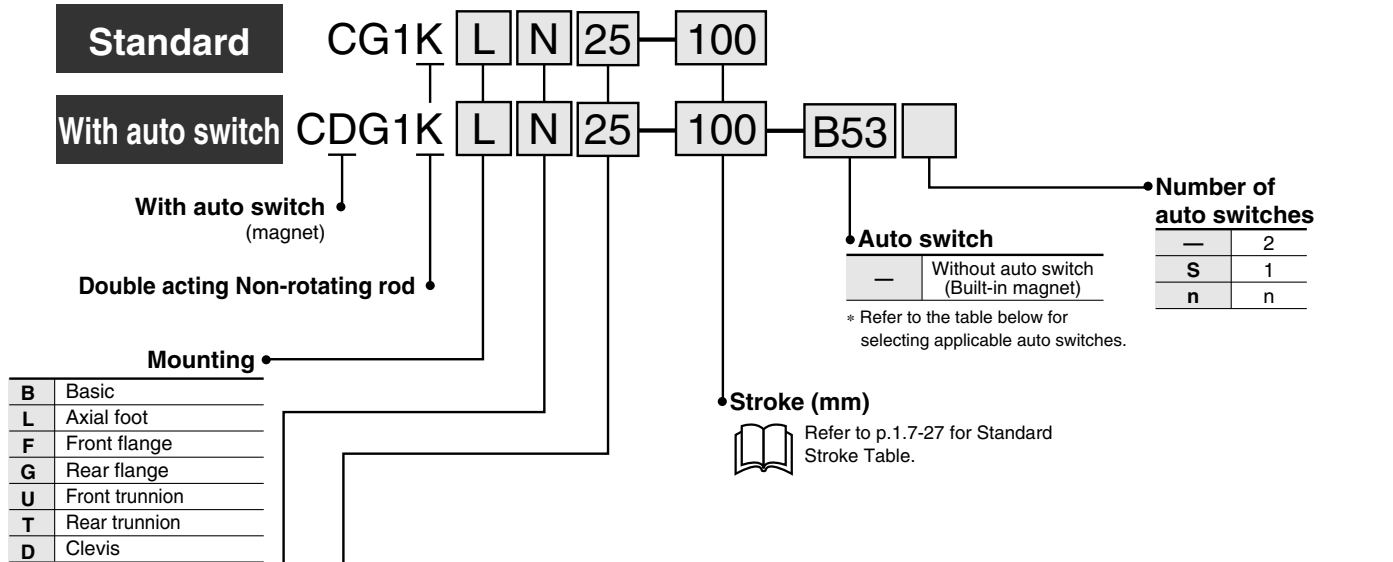 Standard CG1K L N 25 — 100
With auto switch CDG1K L N 25 — 100 — B53
With auto switch
(magnet)
Double acting Non-rotating rod
Mounting
B Basic
L Axial foot
F Front flange
G Rear flange
U Front trunnion
T Rear trunnion
D Clevis
Stroke (mm)
Refer to p.1.7-27 for Standard
Stroke Table.
Auto switch
— Without auto switch
(Built-in magnet)
* Refer to the table below for
selecting applicable auto switches.
Number of
auto switches
— 2
S 1
n n